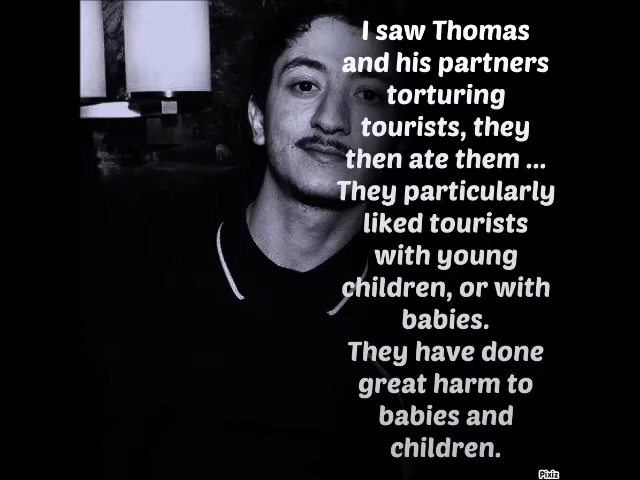 I saw Thomas
and his partners
torturing
tourists, they
then ate them ...
They particularly
liked tourists
with young
children, or with
babies.
They have done
great harm to
babies and
children.
Pixiz